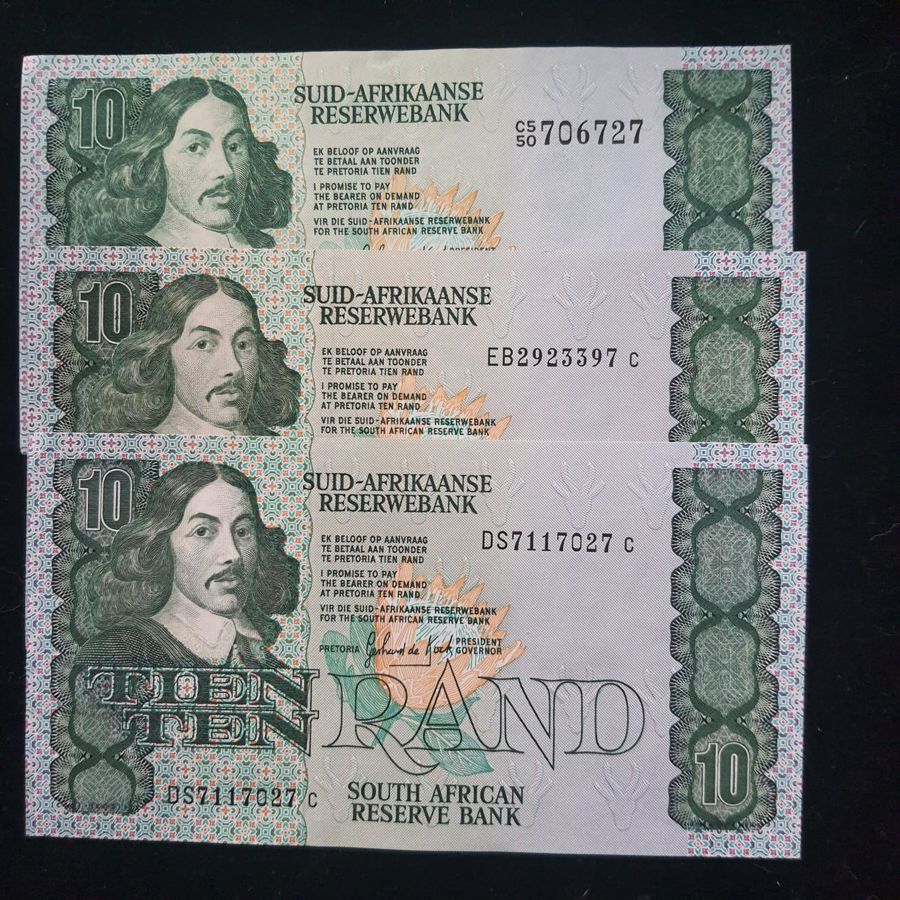 10
SUID-AFRIKAANSE
RESERWEBANK
C5
50 706727
EK BELOOF OP AANVRAAG
TE BETAAL AAN TOONDER
TE PRETORIA TIEN RAND
I PROMISE TO PAY
THE BEARER ON DEMAND
AT PRETORIA TEN RAND
VIR DIE SUID-AFRIKAANSE RESERWEBANK
FOR THE SOUTH AFRICAN RESERVE BANK
PRESIDENT
10
SUID-AFRIKAANSE
RESERWEBANK
EB2923397 C
EK BELOOF OP AANVRAAG
TE BETAAL AAN TOONDER
TE PRETORIA TIEN RAND
I PROMISE TO PAY
THE BEARER ON DEMAND
AT PRETORIA TEN RAND
VIR DIE SUID-AFRIKAANSE RESERWEBANK
FOR THE SOUTH AFRICAN RESERVE BANK
10
SUID-AFRIKAANSE
RESERWEBANK
DS7117027 C
EK BELOOF OP AANVRAAG
TE BETAAL AAN TOONDER
TE PRETORIA TIEN RAND
I PROMISE TO PAY
THE BEARER ON DEMAND
AT PRETORIA TEN RAND
VIR DIE SUID-AFRIKAANSE RESERWEBANK
FOR THE SOUTH AFRICAN RESERVE BANK
PRETORIA Gerhard de Kock PRESIDENT
GOVERNOR
TIEN
TEN RAND
10
DS7117027 C
SOUTH AFRICAN
RESERVE BANK